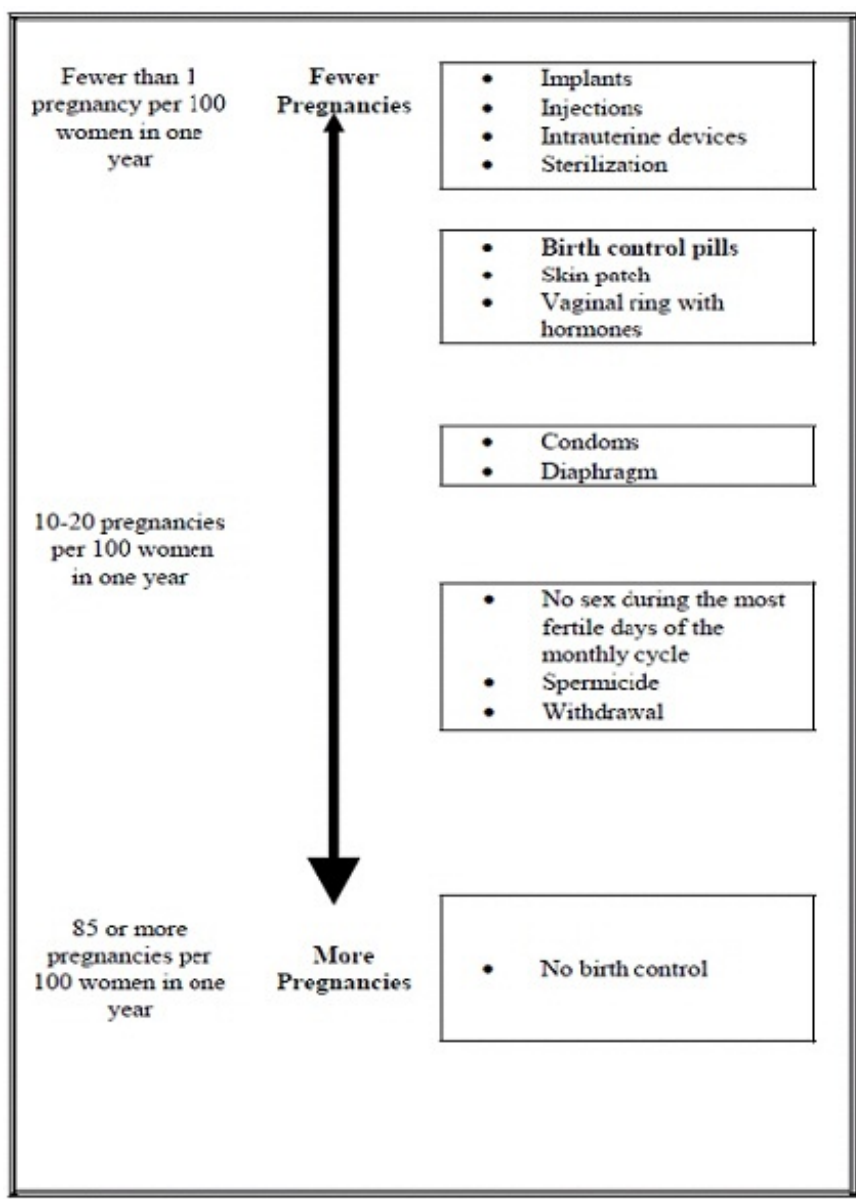 Fewer than 1
pregnancy per 100
women in one
year
Fewer
Pregnancies
• Implants
• Injections
• Intrauterine devices
• Sterilization
• Birth control pills
• Skin patch
• Vaginal ring with
hormones
• Condoms
• Diaphragm
10-20 pregnancies
per 100 women
in one year
• No sex during the most
fertile days of the
monthly cycle
• Spermicide
• Withdrawal
85 or more
pregnancies per
100 women in one
year
More
Pregnancies
• No birth control